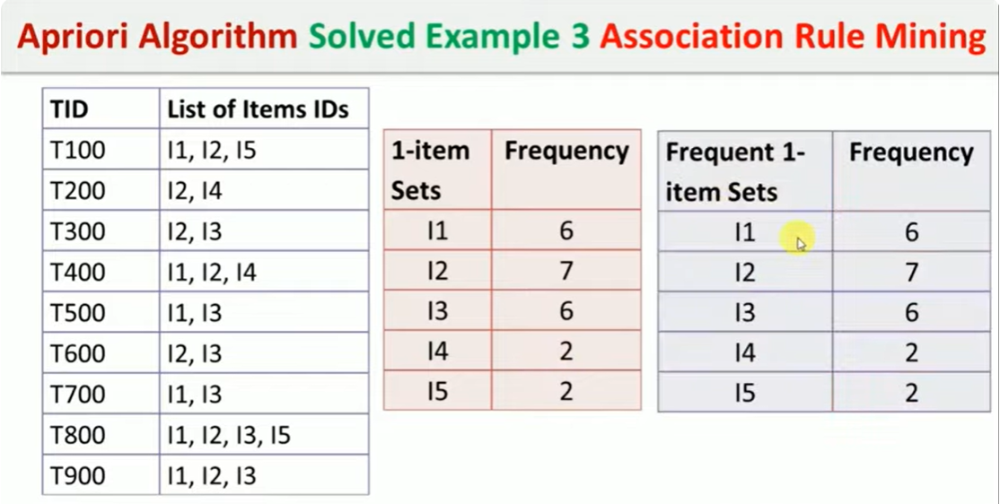 Apriori Algorithm Solved Example 3 Association Rule Mining
TID List of Items IDs
T100 I1, I2, I5
T200 I2, I4
T300 I2, I3
T400 I1, I2, I4
T500 I1, I3
T600 I2, I3
T700 I1, I3
T800 I1, I2, I3, I5
T900 I1, I2, I3
1-item Frequency
Sets
I1 6
I2 7
I3 6
I4 2
I5 2
Frequent 1- Frequency
item Sets
I1 6
I2 7
I3 6
I4 2
I5 2